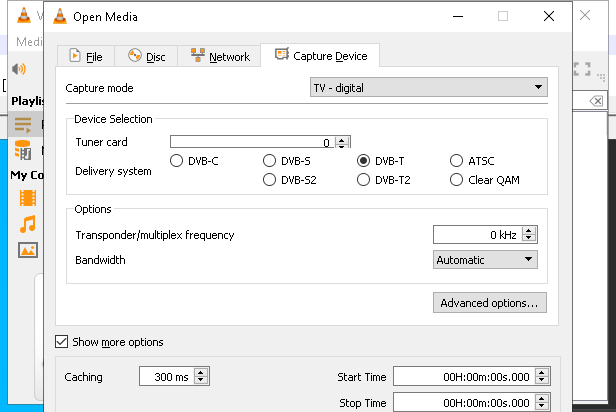 V
Open Media
Medi
File
Disc
Network
Capture Device
Capture mode
TV - digital
Playlis
Device Selection
Tuner card
0
Delivery system
DVB-C
DVB-S
DVB-T
ATSC
DVB-S2
DVB-T2
Clear QAM
My Co
Options
Transponder/multiplex frequency
0 kHz
Bandwidth
Automatic
Advanced options...
Show more options
Caching
300 ms
Start Time
00H:00m:00s.000
Stop Time
00H:00m:00s.000